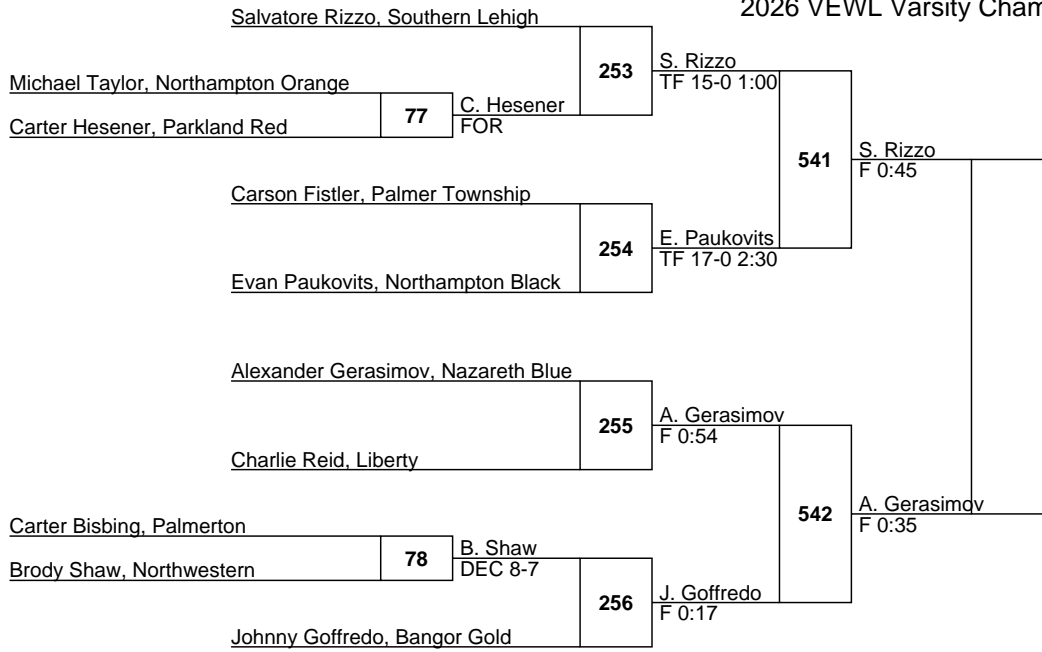 2026 VEWL Varsity Cham
Salvatore Rizzo, Southern Lehigh
253
S. Rizzo
TF 15-0 1:00
Michael Taylor, Northampton Orange
77
C. Hesener
FOR
Carter Hesener, Parkland Red
541
S. Rizzo
F 0:45
Carson Fistler, Palmer Township
254
E. Paukovits
TF 17-0 2:30
Evan Paukovits, Northampton Black
Alexander Gerasimov, Nazareth Blue
255
A. Gerasimov
F 0:54
Charlie Reid, Liberty
542
A. Gerasimov
F 0:35
Carter Bisbing, Palmerton
78
B. Shaw
DEC 8-7
Brody Shaw, Northwestern
256
J. Goffredo
F 0:17
Johnny Goffredo, Bangor Gold